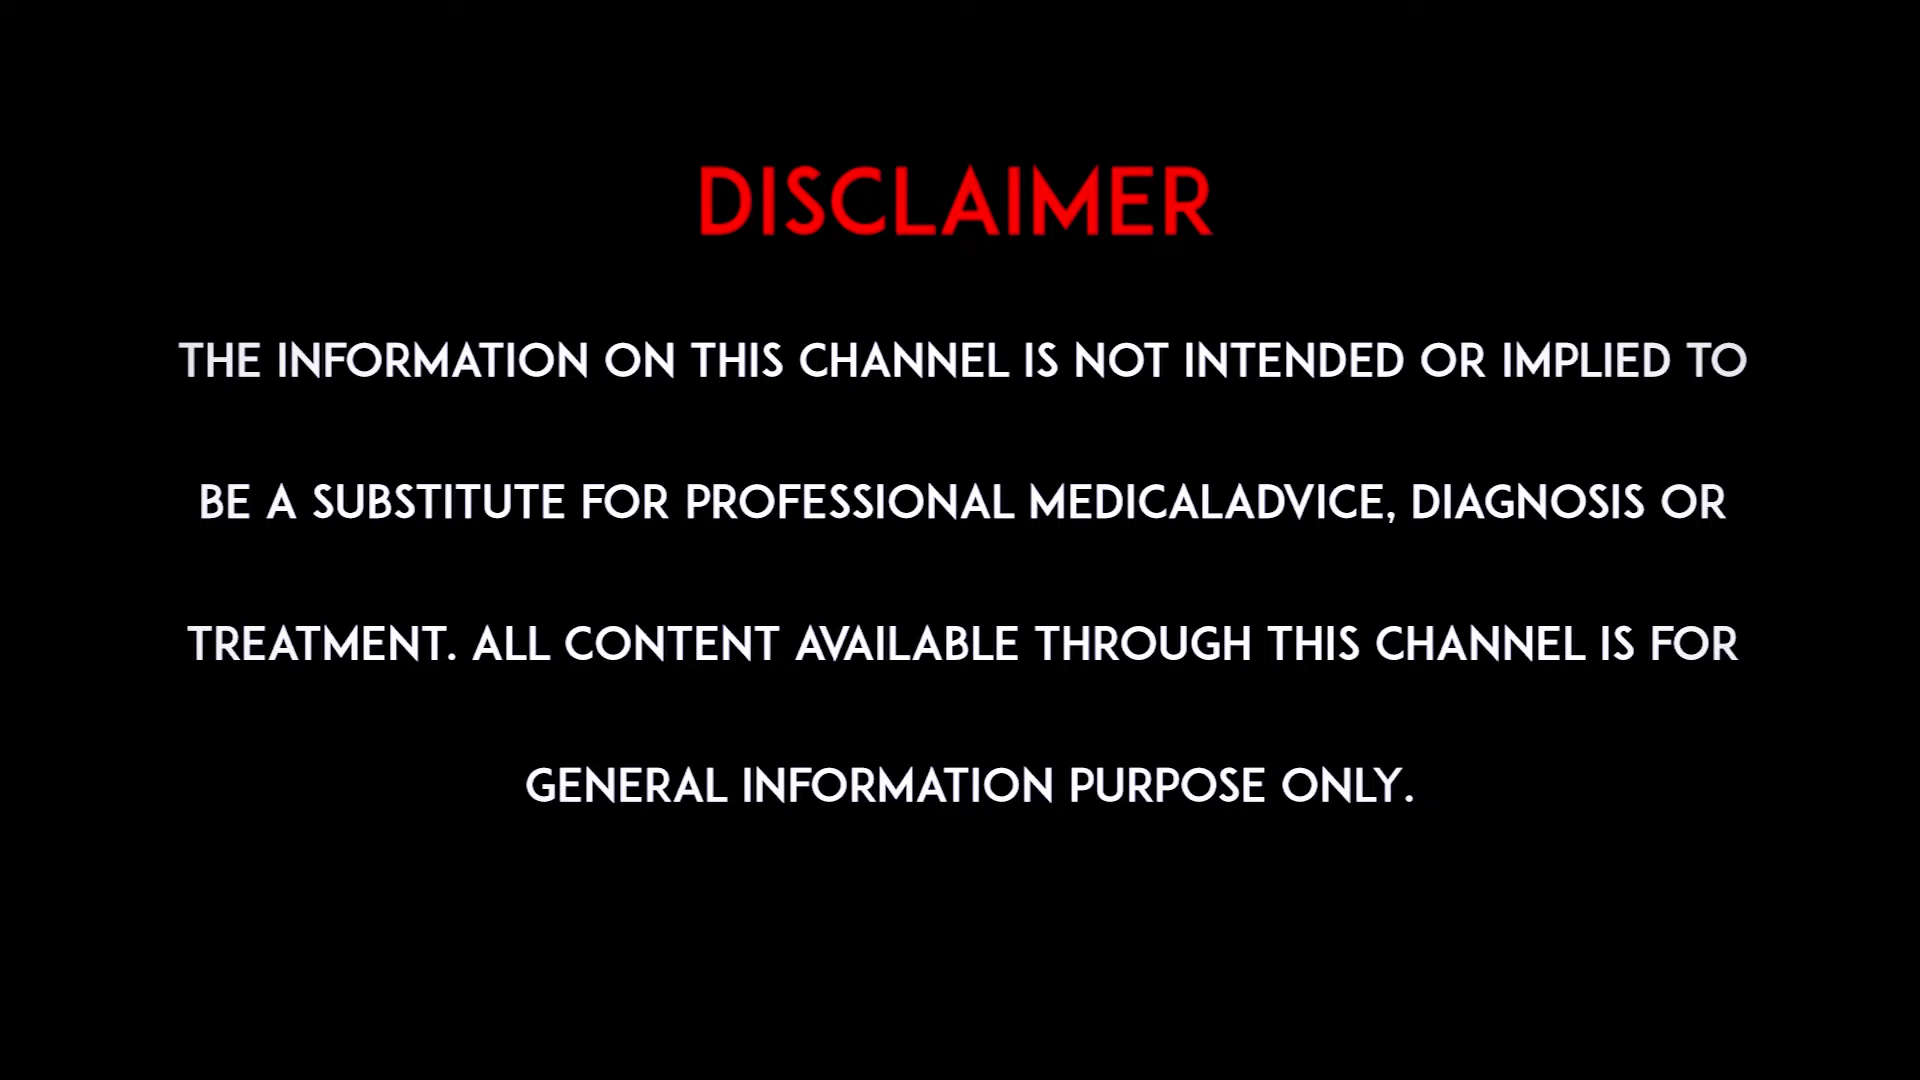 DISCLAIMER
THE INFORMATION ON THIS CHANNEL IS NOT INTENDED OR IMPLIED TO
BE A SUBSTITUTE FOR PROFESSIONAL MEDICALADVICE, DIAGNOSIS OR
TREATMENT. ALL CONTENT AVAILABLE THROUGH THIS CHANNEL IS FOR
GENERAL INFORMATION PURPOSE ONLY.